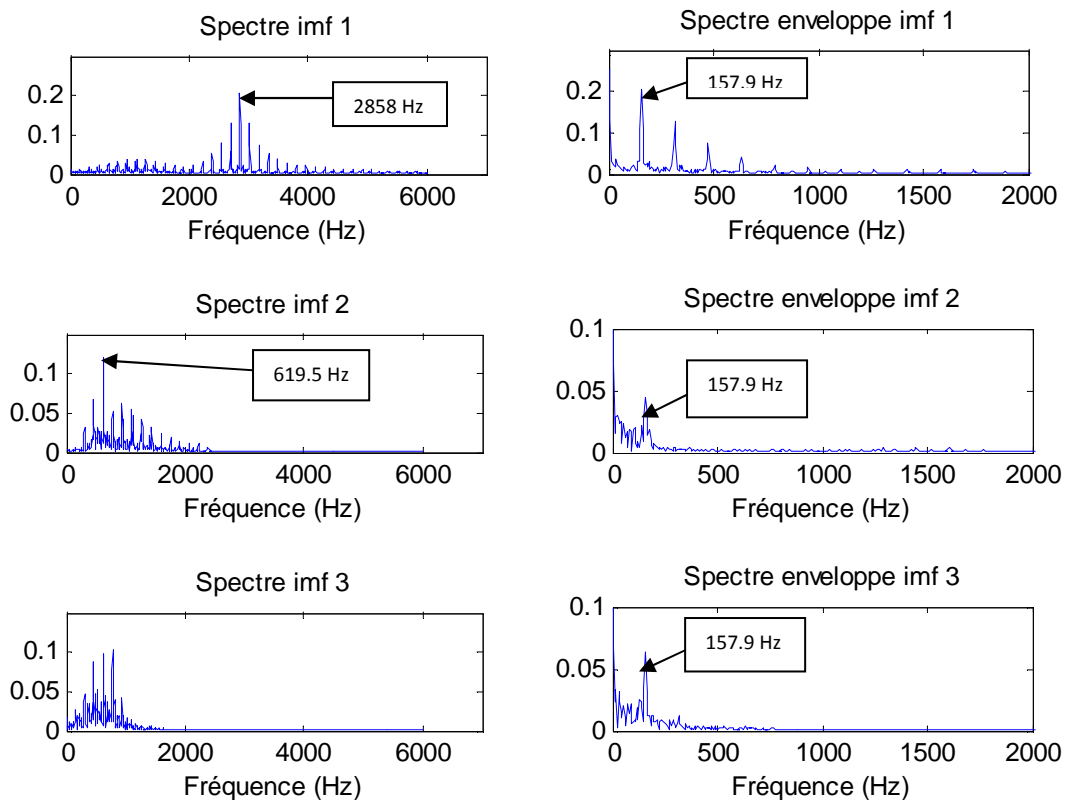 Spectre imf 1
0.2
0.1
0
2858 Hz
0 2000 4000 6000
Fréquence (Hz)
Spectre enveloppe imf 1
0.2
0.1
0
157.9 Hz
0 500 1000 1500 2000
Fréquence (Hz)
Spectre imf 2
0.1
0.05
0
619.5 Hz
0 2000 4000 6000
Fréquence (Hz)
Spectre enveloppe imf 2
0.1
0.05
0
157.9 Hz
0 500 1000 1500 2000
Fréquence (Hz)
Spectre imf 3
0.1
0.05
0
0 2000 4000 6000
Fréquence (Hz)
Spectre enveloppe imf 3
0.1
0.05
0
157.9 Hz
0 500 1000 1500 2000
Fréquence (Hz)